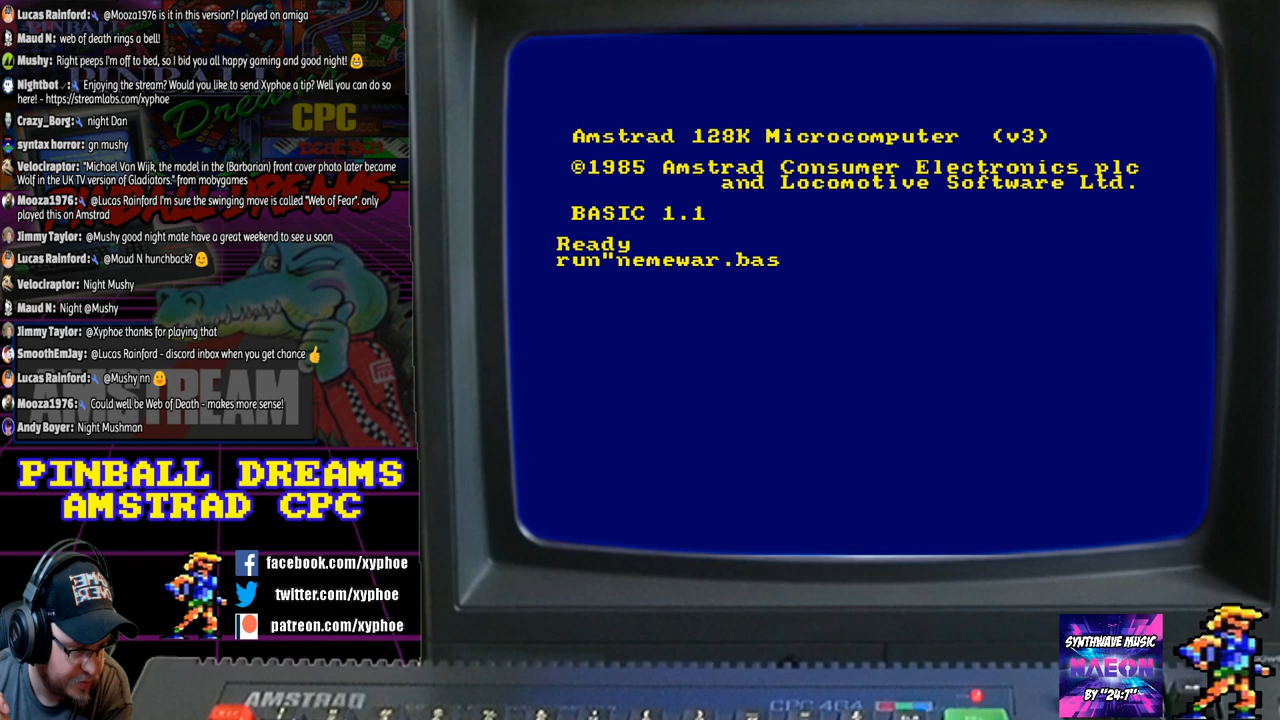 Lucas Rainford: @Mooza1976 is it in this version? I played on amiga
Maud N: web of death rings a bell!
Mushy: Right peeps I'm off to bed, so I bid you all happy gaming and good night!
Nightbot: Enjoying the stream? Would you like to send Xyphoe a tip? Well you can do so
here! - https://streamlabs.com/xyphoe
Crazy_Borg: night Dan
syntax horror: gn mushy
Velociraptor: "Michael Van Wijk, the model in the (Barbarian) front cover photo later became
Wolf in the UK TV version of Gladiators." from mobygames
Mooza1976: @Lucas Rainford I'm sure the swinging move is called "Web of Fear". only
played this on Amstrad
Jimmy Taylor: @Mushy good night mate have a great weekend to see u soon
Lucas Rainford: @Maud N hunchback?
Velociraptor: Night Mushy
Maud N: Night @Mushy
Jimmy Taylor: @Xyphoe thanks for playing that
SmoothEmJay: @Lucas Rainford - discord inbox when you get chance
Lucas Rainford: @Mushy nn
Mooza1976: Could well be Web of Death - makes more sense!
Andy Boyer: Night Mushman
PINBALL
Dreams
CPC
PINBALL DREAMS
AMSTREAM
PINBALL DREAMS
AMSTRAD CPC
facebook.com/xyphoe
twitter.com/xyphoe
patreon.com/xyphoe
Amstrad 128K Microcomputer (v3)
©1985 Amstrad Consumer Electronics plc
and Locomotive Software Ltd.
BASIC 1.1
Ready
run"nemewar.bas
AMSTRAD
CPC 464
SYNTHWAVE MUSIC
NAEON
BY "24:7"